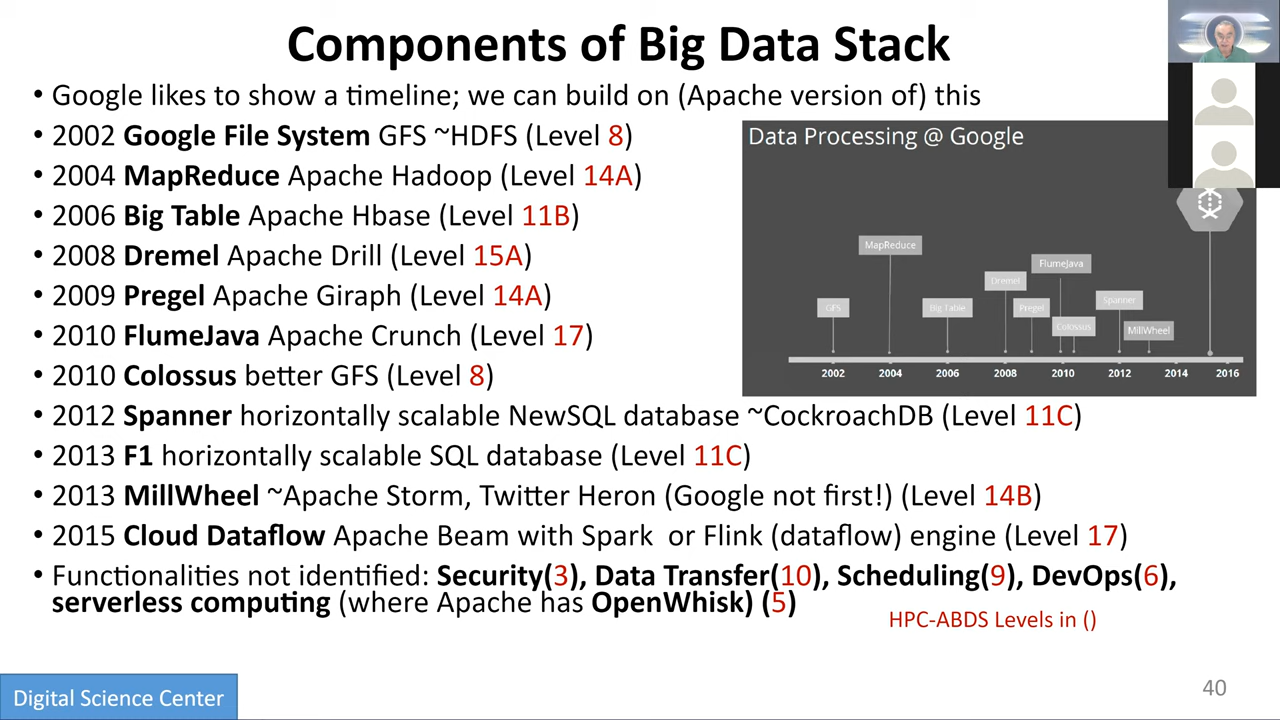 Components of Big Data Stack
• Google likes to show a timeline; we can build on (Apache version of) this
• 2002 Google File System GFS ~HDFS (Level 8)
• 2004 MapReduce Apache Hadoop (Level 14A)
• 2006 Big Table Apache Hbase (Level 11B)
• 2008 Dremel Apache Drill (Level 15A)
• 2009 Pregel Apache Giraph (Level 14A)
• 2010 FlumeJava Apache Crunch (Level 17)
• 2010 Colossus better GFS (Level 8)
• 2012 Spanner horizontally scalable NewSQL database ~CockroachDB (Level 11C)
• 2013 F1 horizontally scalable SQL database (Level 11C)
• 2013 MillWheel ~Apache Storm, Twitter Heron (Google not first!) (Level 14B)
• 2015 Cloud Dataflow Apache Beam with Spark or Flink (dataflow) engine (Level 17)
• Functionalities not identified: Security(3), Data Transfer(10), Scheduling(9), DevOps(6),
serverless computing (where Apache has OpenWhisk) (5)
HPC-ABDS Levels in ()
Data Processing @ Google
MapReduce
FlumeJava
Dremel
GFS
Big Table
Pregel
Spanner
Colossus
MillWheel
2002 2004 2006 2008 2010 2012 2014 2016
Digital Science Center
40